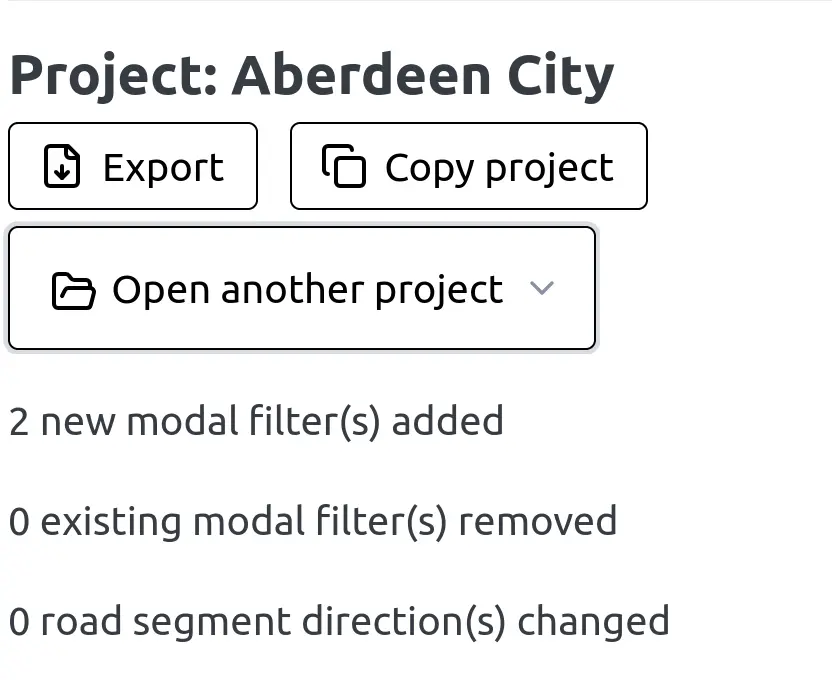 Project: Aberdeen City
Export
Copy project
Open another project
2 new modal filter(s) added
0 existing modal filter(s) removed
0 road segment direction(s) changed